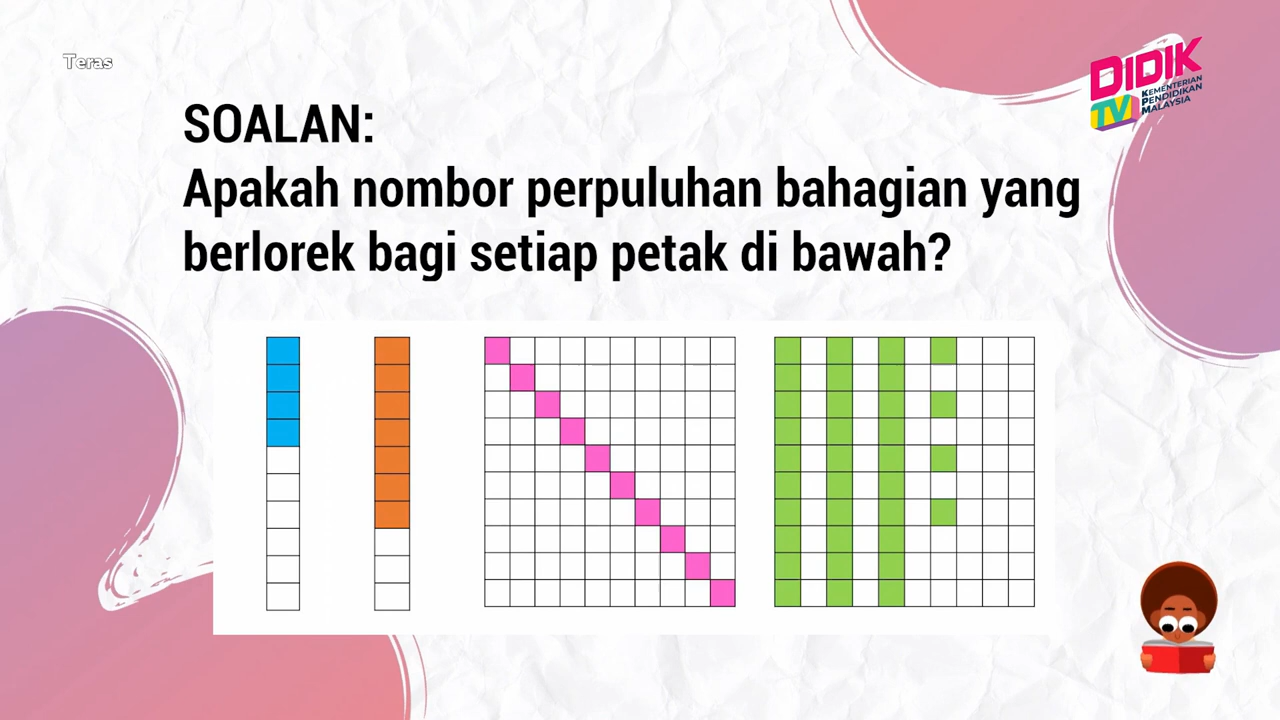 Teras
DIDIK
TV
KEMENTERIAN
PENDIDIKAN
MALAYSIA
SOALAN:
Apakah nombor perpuluhan bahagian yang
berlorek bagi setiap petak di bawah?